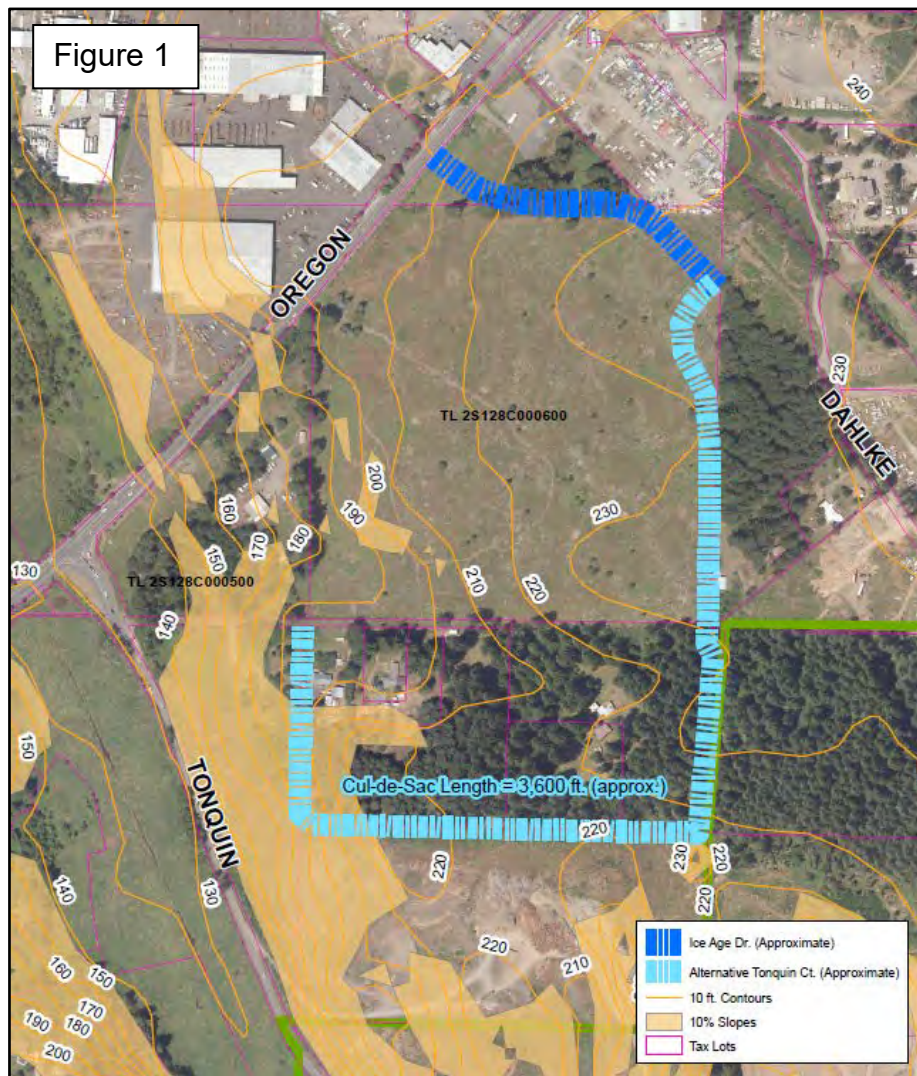 Figure 1
240
OREGON
230
DAHLKE
TL 2S128C000600
200
190
160
170
180
150
230
210
220
130
TL 2S128C000500
140
150
TONQUIN
Cul-de-Sac Length = 3,600 ft. (approx.)
220
230
220
220
220
130
140
220
210
160
150
170
190
180
200
Ice Age Dr. (Approximate)
Alternative Tonquin Ct. (Approximate)
10 ft. Contours
10% Slopes
Tax Lots